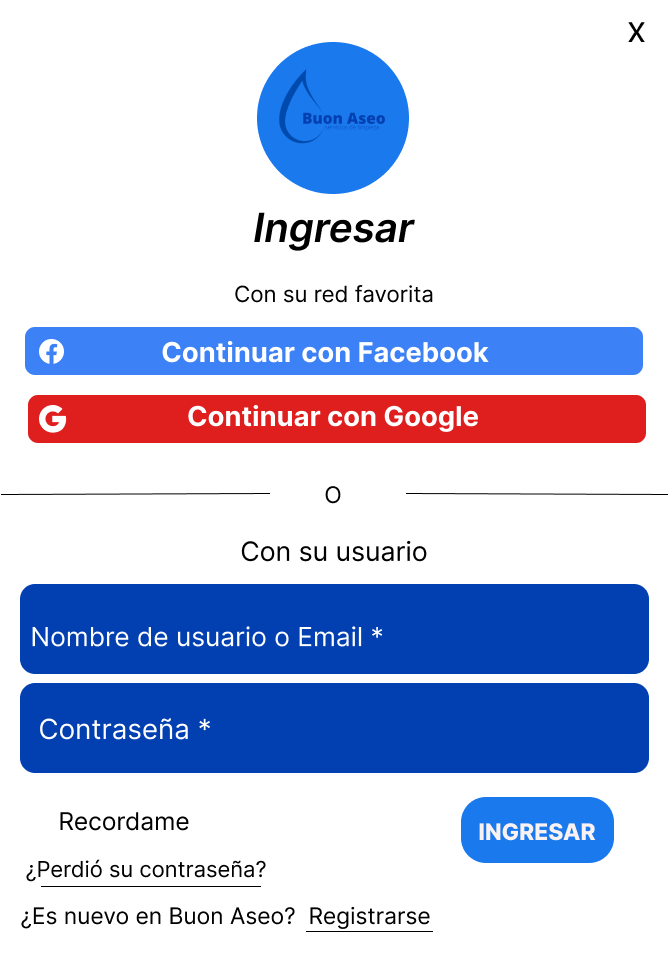 X
Buon Aseo
Ingresar
Con su red favorita
Continuar con Facebook
Continuar con Google
O
Con su usuario
Nombre de usuario o Email *
Contraseña *
Recordame
INGRESAR
¿Perdió su contraseña?
¿Es nuevo en Buon Aseo? Registrarse